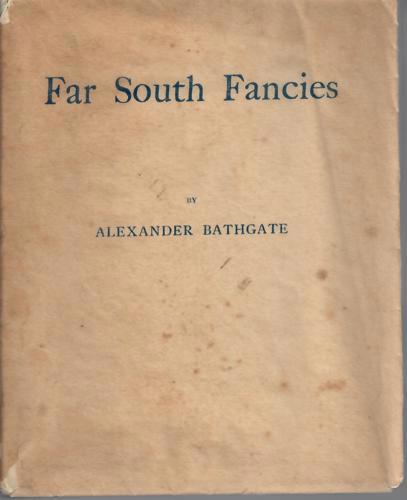 Far South Fancies
BY
ALEXANDER BATHGATE